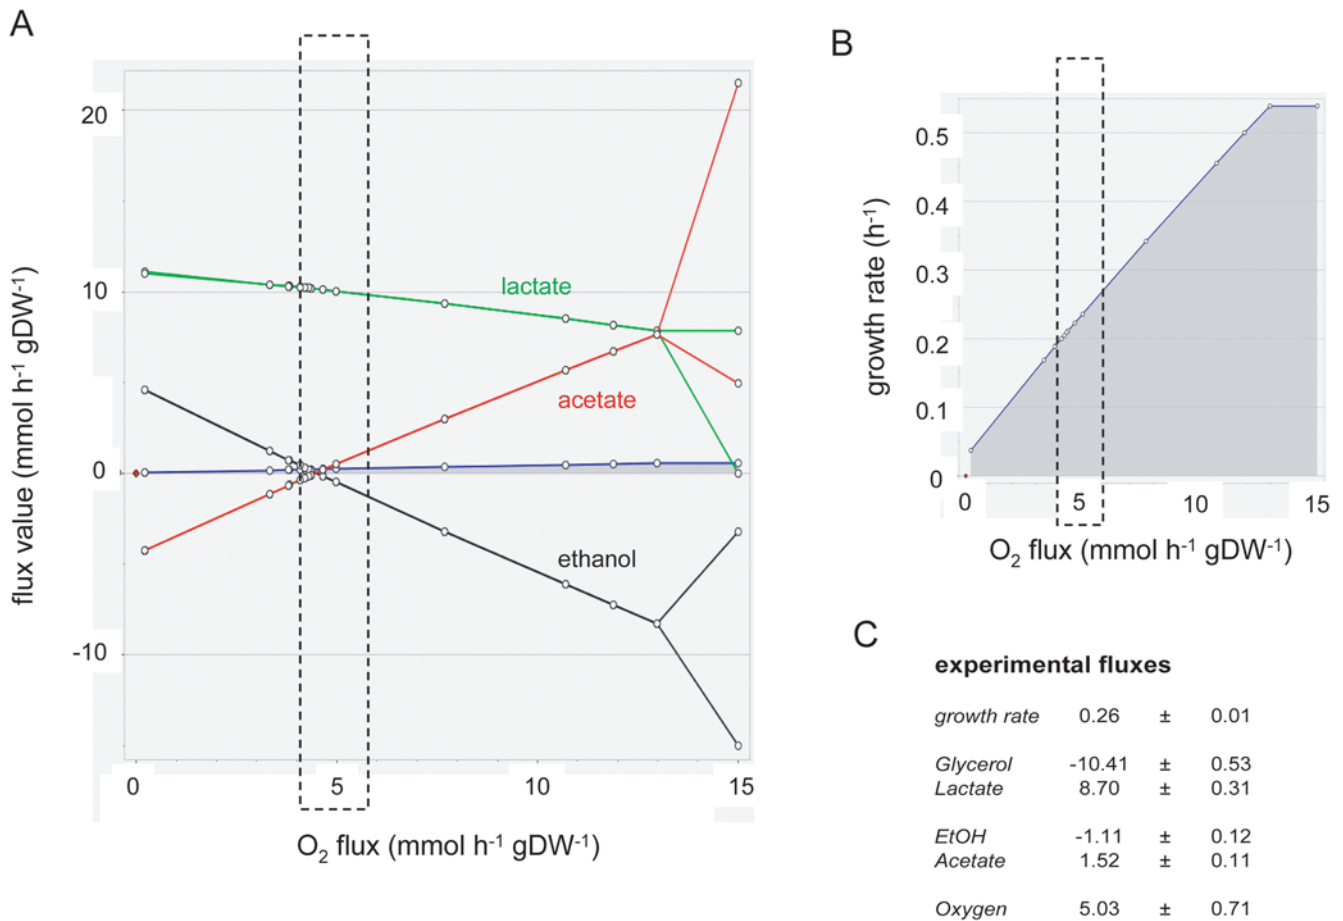 A
20
10
0
-10
flux value (mmol h-1 gDW-1)
lactate
acetate
ethanol
0 5 10 15
O2 flux (mmol h-1 gDW-1)
B
0.5
0.4
0.3
0.2
0.1
0
growth rate (h-1)
0 5 10 15
O2 flux (mmol h-1 gDW-1)
C
experimental fluxes
growth rate 0.26 ± 0.01
Glycerol -10.41 ± 0.53
Lactate 8.70 ± 0.31
EtOH -1.11 ± 0.12
Acetate 1.52 ± 0.11
Oxygen 5.03 ± 0.71